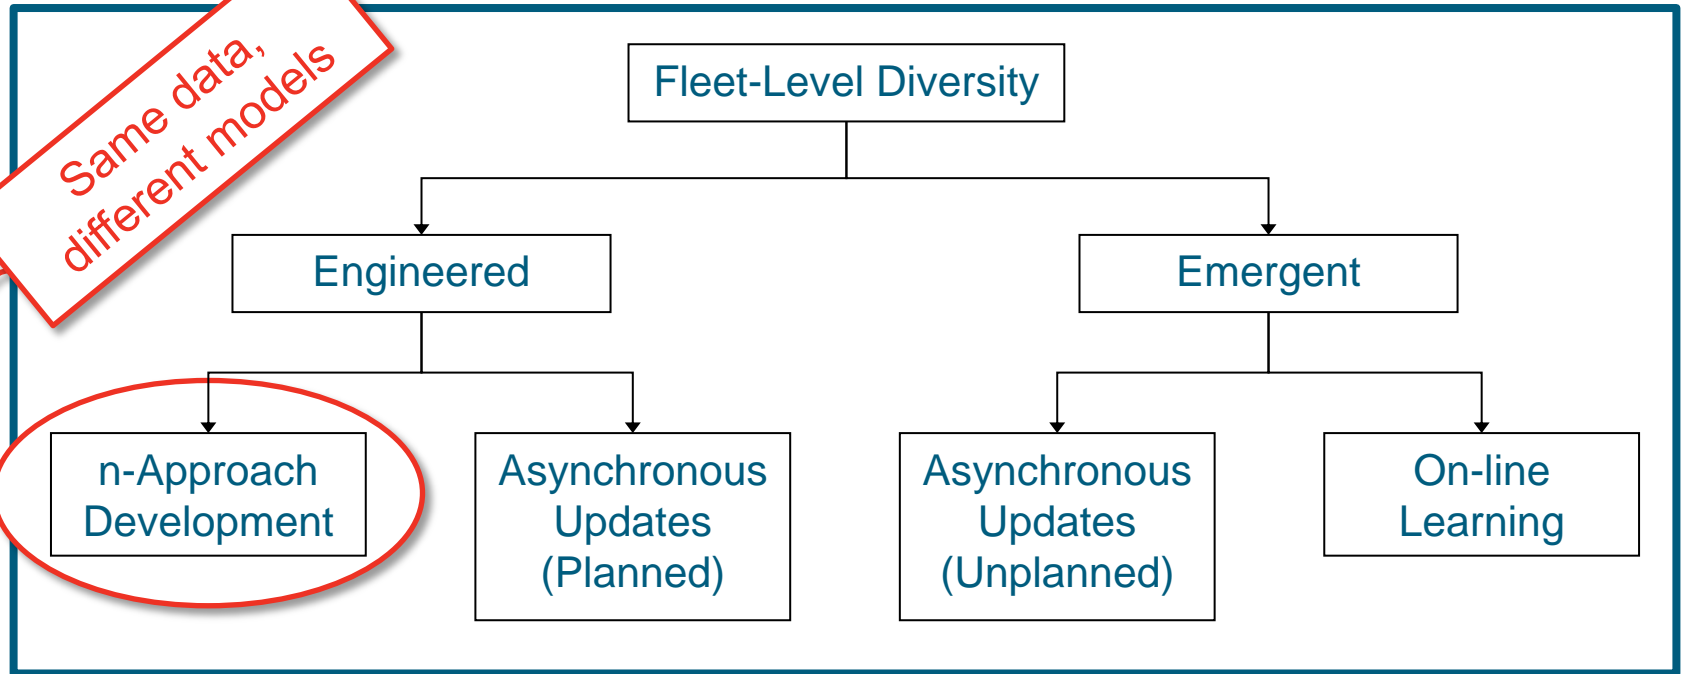 Same data,
different models
Fleet-Level Diversity
Engineered
Emergent
n-Approach
Development
Asynchronous
Updates
(Planned)
Asynchronous
Updates
(Unplanned)
On-line
Learning